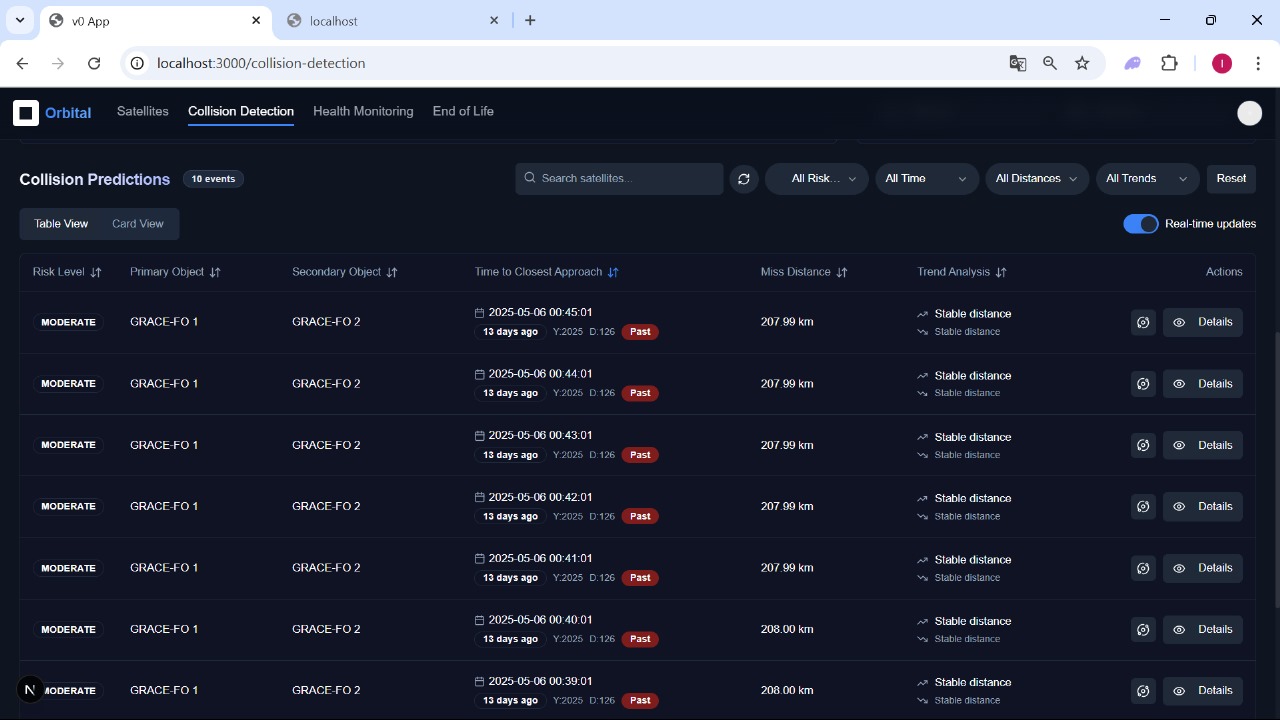 v0 App
localhost
localhost:3000/collision-detection
I
Orbital
Satellites
Collision Detection
Health Monitoring
End of Life
Collision Predictions
10 events
Search satellites...
All Risk...
All Time
All Distances
All Trends
Reset
Table View
Card View
Real-time updates
Risk Level
Primary Object
Secondary Object
Time to Closest Approach
Miss Distance
Trend Analysis
Actions
MODERATE
GRACE-FO 1
GRACE-FO 2
2025-05-06 00:45:01
13 days ago Y:2025 D:126 Past
207.99 km
Stable distance
Stable distance
Details
MODERATE
GRACE-FO 1
GRACE-FO 2
2025-05-06 00:44:01
13 days ago Y:2025 D:126 Past
207.99 km
Stable distance
Stable distance
Details
MODERATE
GRACE-FO 1
GRACE-FO 2
2025-05-06 00:43:01
13 days ago Y:2025 D:126 Past
207.99 km
Stable distance
Stable distance
Details
MODERATE
GRACE-FO 1
GRACE-FO 2
2025-05-06 00:42:01
13 days ago Y:2025 D:126 Past
207.99 km
Stable distance
Stable distance
Details
MODERATE
GRACE-FO 1
GRACE-FO 2
2025-05-06 00:41:01
13 days ago Y:2025 D:126 Past
207.99 km
Stable distance
Stable distance
Details
MODERATE
GRACE-FO 1
GRACE-FO 2
2025-05-06 00:40:01
13 days ago Y:2025 D:126 Past
208.00 km
Stable distance
Stable distance
Details
N
MODERATE
GRACE-FO 1
GRACE-FO 2
2025-05-06 00:39:01
13 days ago Y:2025 D:126 Past
208.00 km
Stable distance
Stable distance
Details